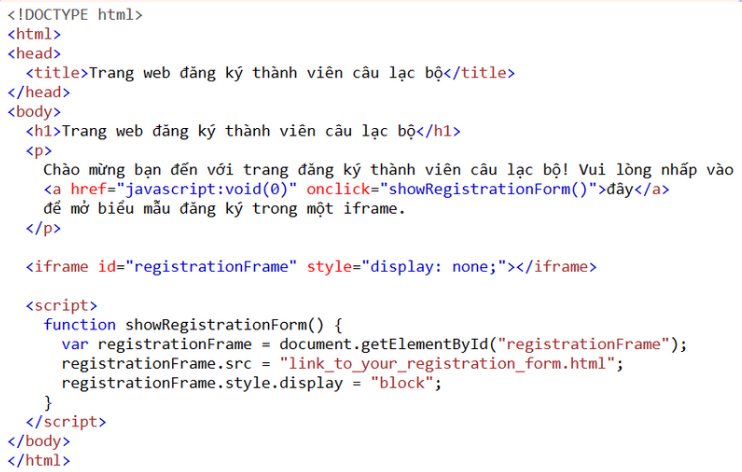 <!DOCTYPE html>
<html>
<head>
  <title>Trang web đăng ký thành viên câu lạc bộ</title>
</head>
<body>
  <h1>Trang web đăng ký thành viên câu lạc bộ</h1>
  <p>
    Chào mừng bạn đến với trang đăng ký thành viên câu lạc bộ! Vui lòng nhấp vào
    <a href="javascript:void(0)" onclick="showRegistrationForm()">đây</a>
    để mở biểu mẫu đăng ký trong một iframe.
  </p>

  <iframe id="registrationFrame" style="display: none;"></iframe>

  <script>
    function showRegistrationForm() {
      var registrationFrame = document.getElementById("registrationFrame");
      registrationFrame.src = "link_to_your_registration_form.html";
      registrationFrame.style.display = "block";
    }
  </script>
</body>
</html>